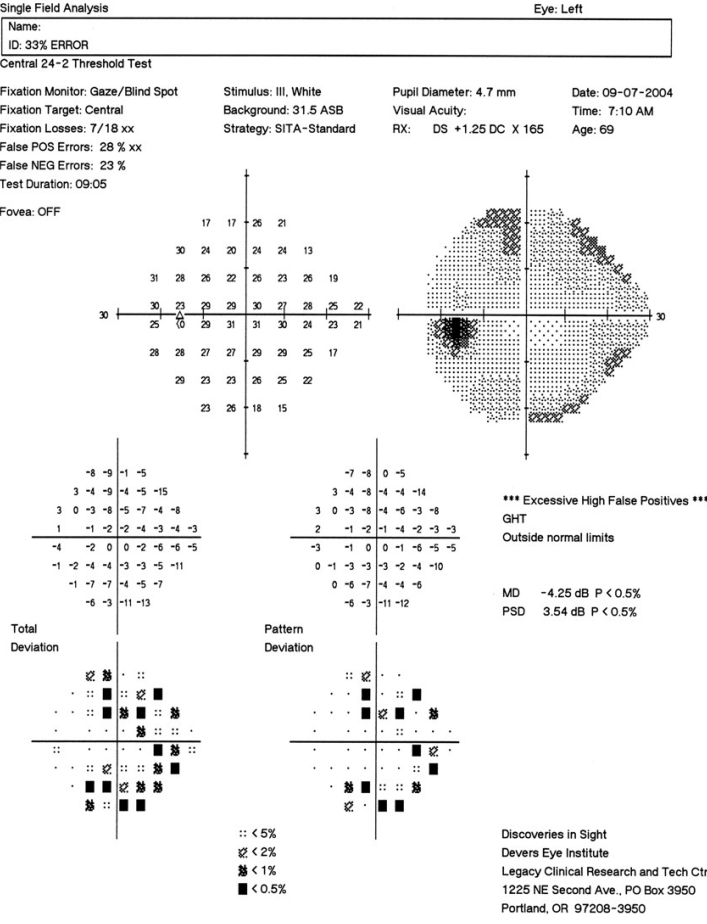 Single Field Analysis Eye: Left
Name:
ID: 33% ERROR
Central 24-2 Threshold Test
Fixation Monitor: Gaze/Blind Spot Stimulus: III, White Pupil Diameter: 4.7 mm Date: 09-07-2004
Fixation Target: Central Background: 31.5 ASB Visual Acuity: Time: 7:10 AM
Fixation Losses: 7/18 xx Strategy: SITA-Standard RX: DS +1.25 DC X 165 Age: 69
False POS Errors: 28 % xx
False NEG Errors: 23 %
Test Duration: 09:05
Fovea: OFF
17 17 26 21
30 24 20 24 24 13
31 28 26 22 26 23 26 19
30 23 29 29 30 27 28 25 22
30 30
25 <0 29 31 31 30 24 23 21
28 28 27 27 29 29 25 17
29 23 23 26 25 22
23 26 18 15
-8 -9 -1 -5
3 -4 -9 -4 -5 -15
3 0 -3 -8 -5 -7 -4 -8
1 -1 -2 -2 -4 -3 -4 -3
-4 -2 0 0 -2 -6 -6 -5
-1 -2 -4 -4 -3 -3 -5 -11
-1 -7 -7 -4 -5 -7
-6 -3 -11 -13
Total
Deviation
-7 -8 0 -5
3 -4 -8 -4 -4 -14
3 0 -3 -8 -4 -6 -3 -8
2 -1 -2 -1 -4 -2 -3 -3
-3 -1 0 0 -1 -6 -5 -5
0 -1 -3 -3 -3 -2 -4 -10
0 -6 -7 -4 -4 -6
-6 -3 -11 -12
Pattern
Deviation
*** Excessive High False Positives ***
GHT
Outside normal limits
MD -4.25 dB P < 0.5%
PSD 3.54 dB P < 0.5%
:: < 5%
< 2%
< 1%
< 0.5%
Discoveries in Sight
Devers Eye Institute
Legacy Clinical Research and Tech Ctr
1225 NE Second Ave., PO Box 3950
Portland, OR 97208-3950